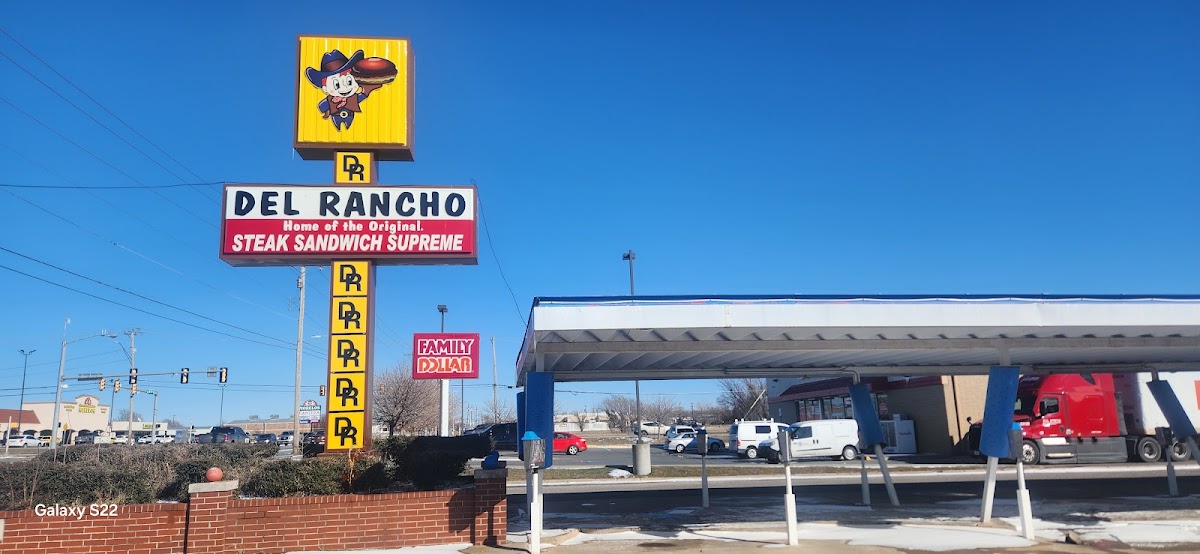 DR
DEL RANCHO
Home of the Original.
STEAK SANDWICH SUPREME
DR
DR
DR
DR
DR
FAMILY
DOLLAR
Galaxy S22